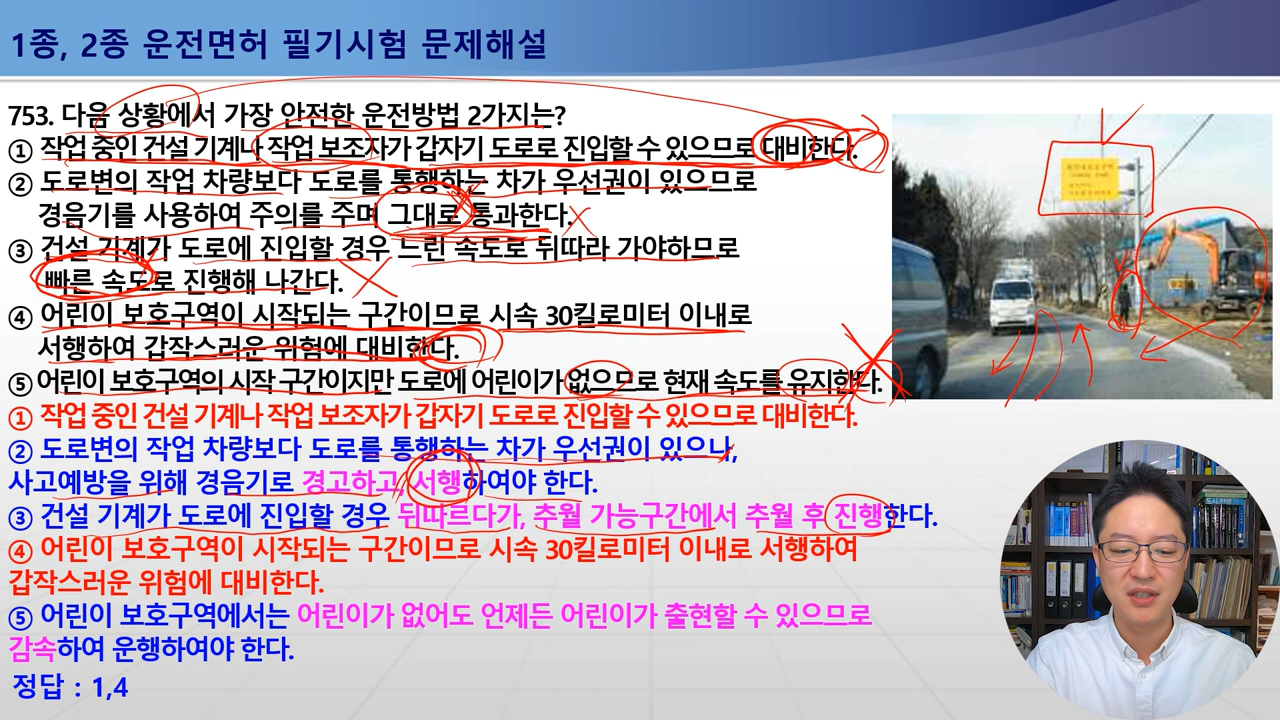 1종, 2종 운전면허 필기시험 문제해설
753. 다음 상황에서 가장 안전한 운전방법 2가지는?
① 작업 중인 건설 기계나 작업 보조자가 갑자기 도로로 진입할 수 있으므로 대비한다.
② 도로변의 작업 차량보다 도로를 통행하는 차가 우선권이 있으므로
경음기를 사용하여 주의를 주며 그대로 통과한다.
③ 건설 기계가 도로에 진입할 경우 느린 속도로 뒤따라 가야하므로
빠른 속도로 진행해 나간다.
④ 어린이 보호구역이 시작되는 구간이므로 시속 30킬로미터 이내로
서행하여 갑작스러운 위험에 대비한다.
⑤ 어린이 보호구역의 시작 구간이지만 도로에 어린이가 없으므로 현재 속도를 유지한다.
① 작업 중인 건설 기계나 작업 보조자가 갑자기 도로로 진입할 수 있으므로 대비한다.
② 도로변의 작업 차량보다 도로를 통행하는 차가 우선권이 있으나,
사고예방을 위해 경음기로 경고하고, 서행하여야 한다.
③ 건설 기계가 도로에 진입할 경우 뒤따르다가, 추월 가능구간에서 추월 후 진행한다.
④ 어린이 보호구역이 시작되는 구간이므로 시속 30킬로미터 이내로 서행하여
갑작스러운 위험에 대비한다.
⑤ 어린이 보호구역에서는 어린이가 없어도 언제든 어린이가 출현할 수 있으므로
감속하여 운행하여야 한다.
정답 : 1,4